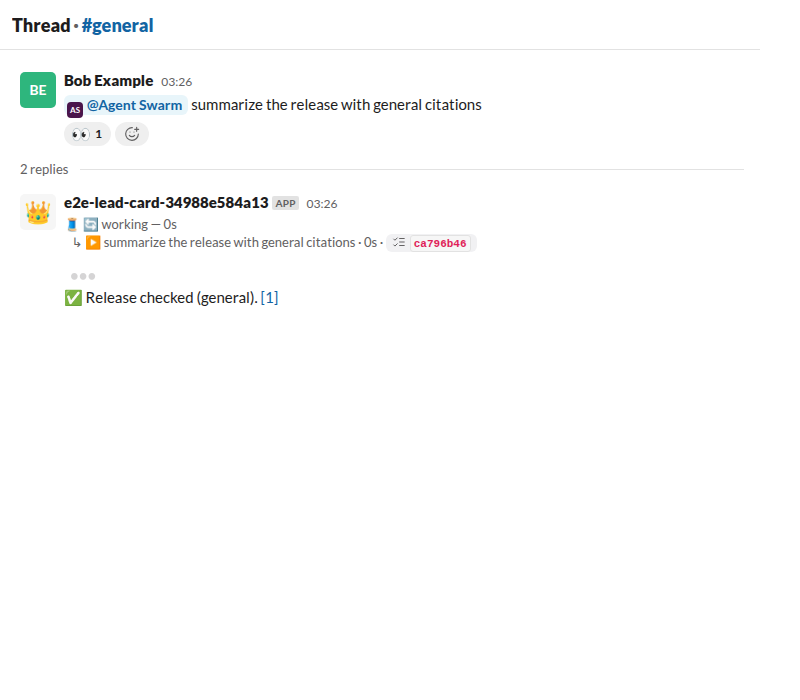 Thread · #general
BE
Bob Example 03:26
AS @Agent Swarm summarize the release with general citations
👀 1
2 replies
e2e-lead-card-34988e584a13 APP 03:26
🧵 🔄 working — 0s
↳ ▶️ summarize the release with general citations · 0s · ca796b46
✅ Release checked (general). [1]